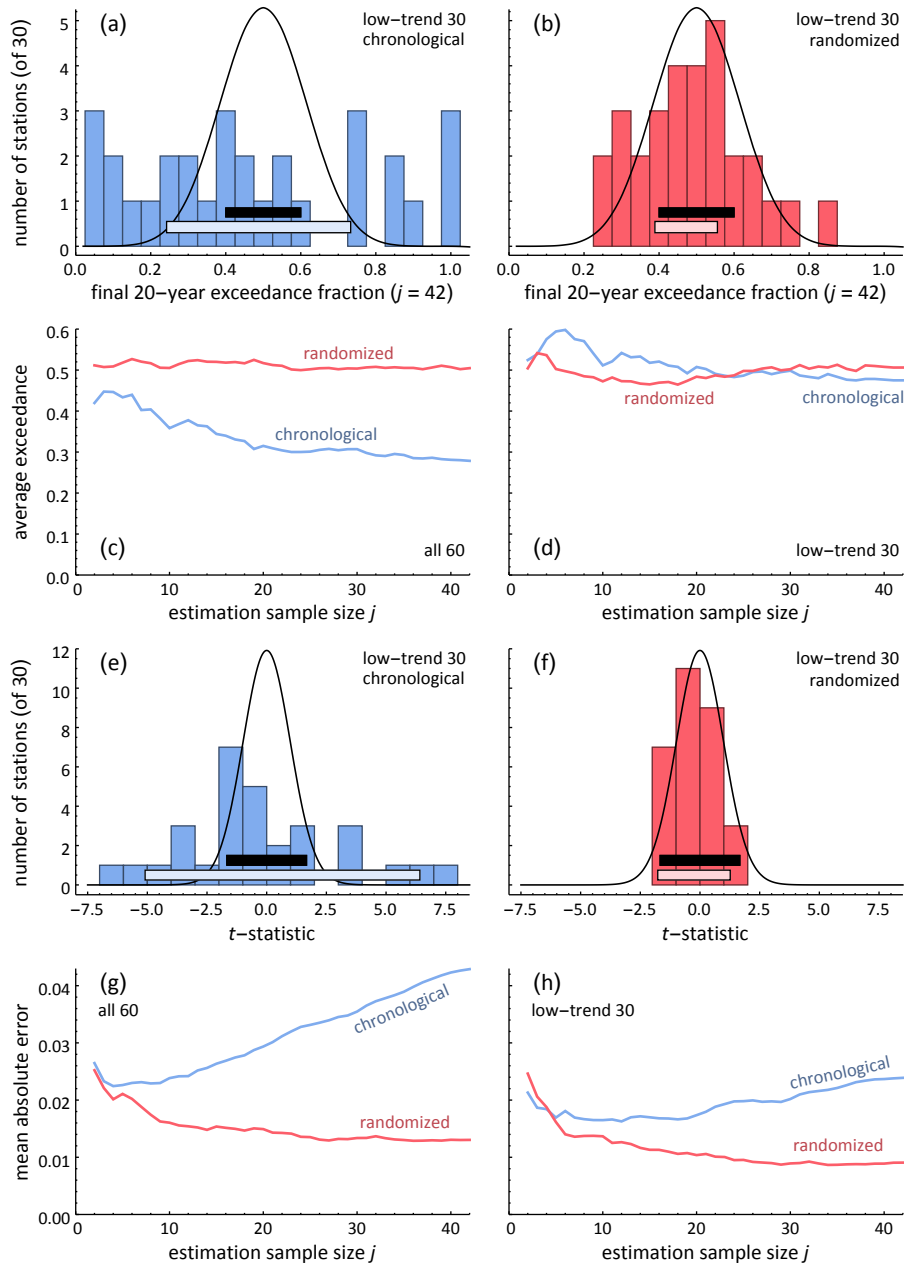 (a)
low−trend 30
chronological
number of stations (of 30)
5
4
3
2
1
0
0.0 0.2 0.4 0.6 0.8 1.0
final 20−year exceedance fraction (j = 42)
(b)
low−trend 30
randomized
0.0 0.2 0.4 0.6 0.8 1.0
final 20−year exceedance fraction (j = 42)
average exceedance
0.6
0.5
0.4
0.3
0.2
0.1
0.0
randomized
chronological
(c)
all 60
10 20 30 40
estimation sample size j
randomized
chronological
(d)
low−trend 30
0 10 20 30 40
estimation sample size j
(e)
low−trend 30
chronological
number of stations (of 30)
12
10
8
6
4
2
0
−7.5 −5.0 −2.5 0.0 2.5 5.0 7.5
t−statistic
(f)
low−trend 30
randomized
−7.5 −5.0 −2.5 0.0 2.5 5.0 7.5
t−statistic
(g)
all 60
mean absolute error
0.04
0.03
0.02
0.01
0.00
chronological
randomized
0 10 20 30 40
estimation sample size j
(h)
low−trend 30
chronological
randomized
0 10 20 30 40
estimation sample size j